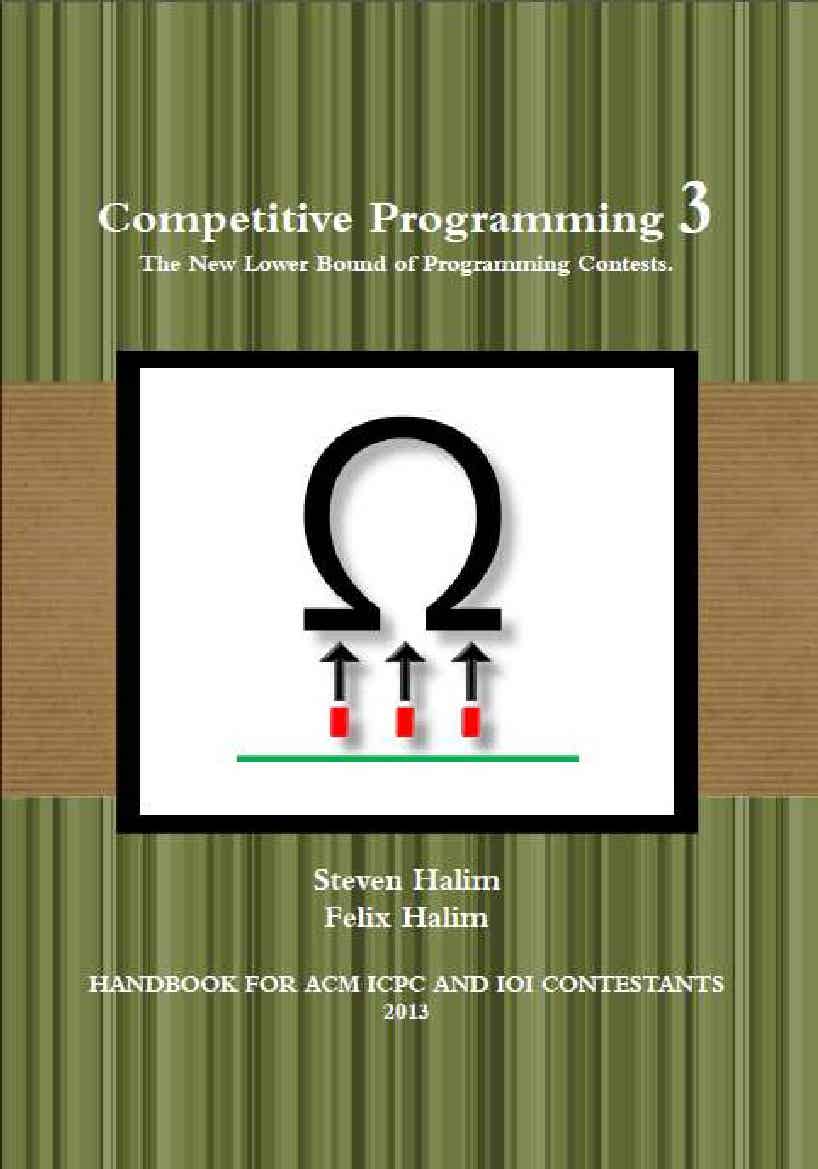 Competitive Programming 3
The New Lower Bound of Programming Contests.
Ω
Steven Halim
Felix Halim
HANDBOOK FOR ACM ICPC AND IOI CONTESTANTS
2013